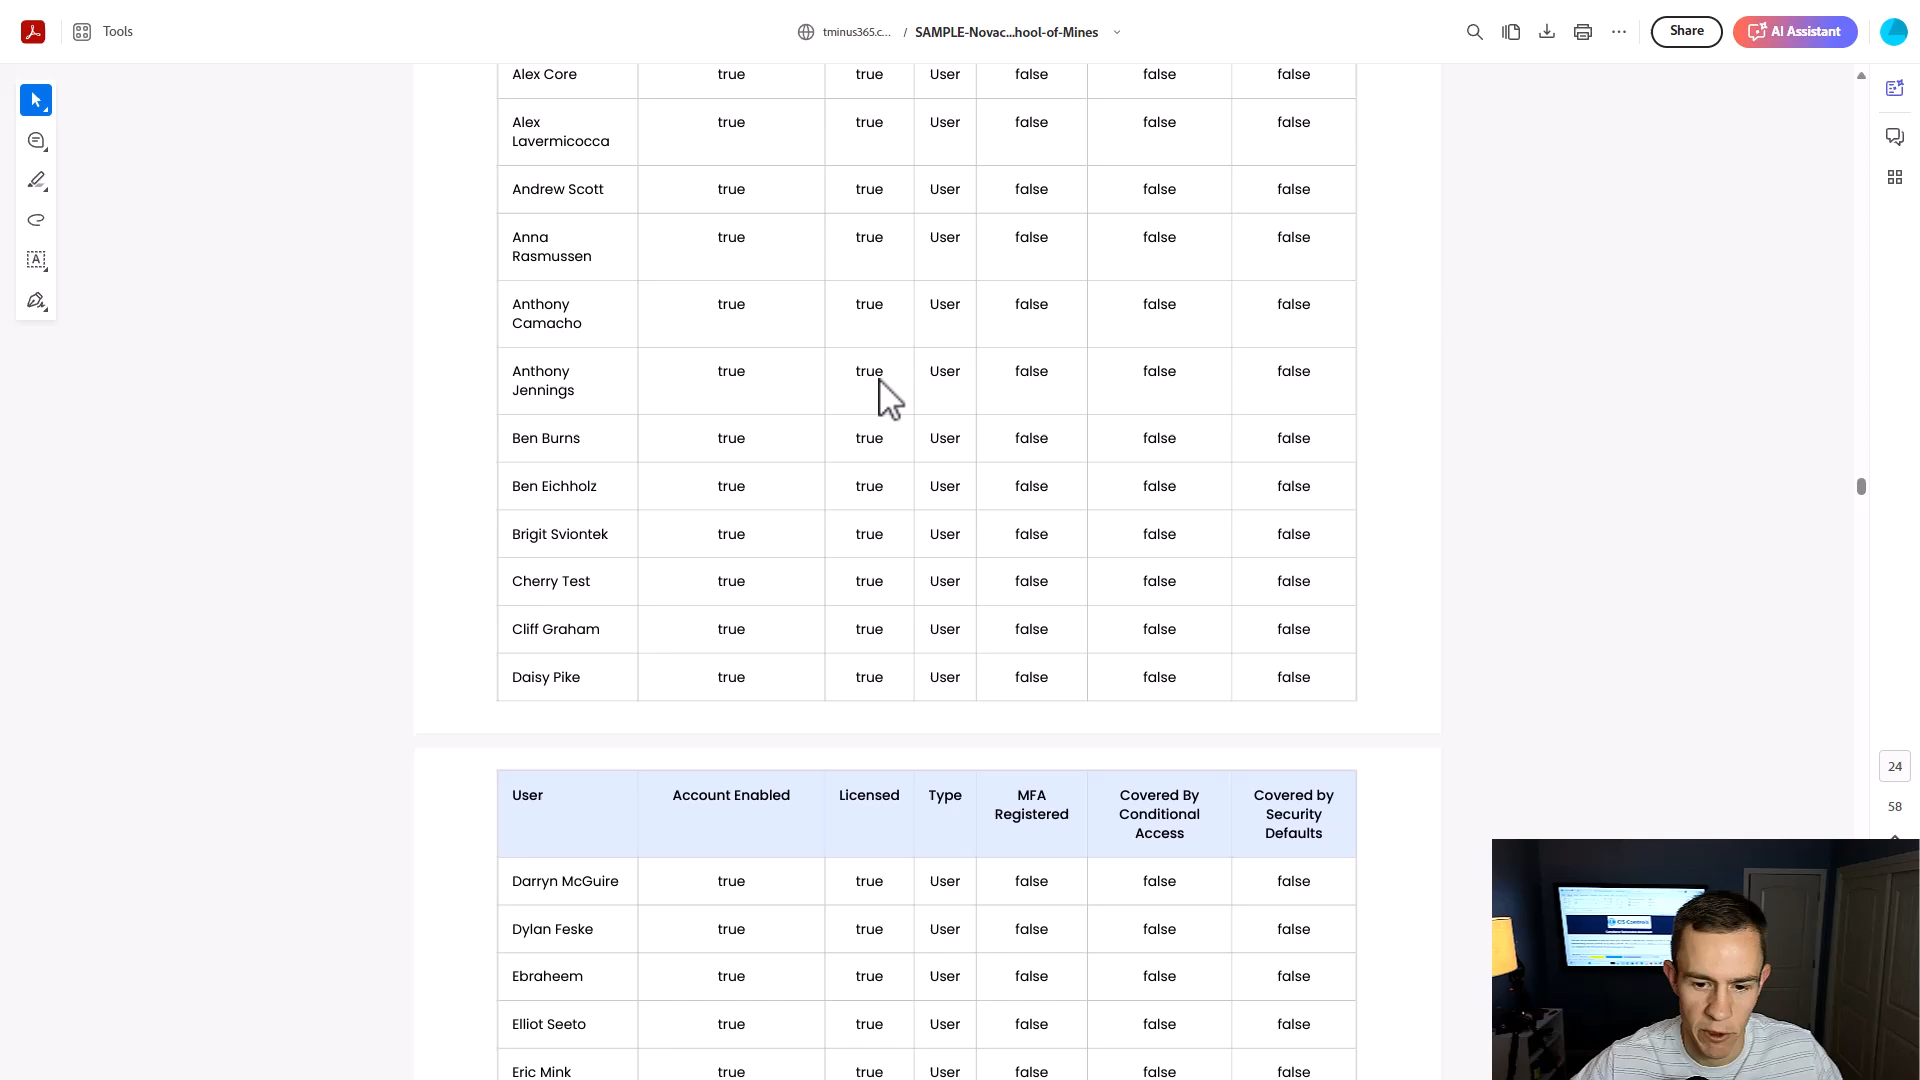 Tools
tminus365.c... / SAMPLE-Novac...hool-of-Mines
Share
AI Assistant
Alex Core true true User false false false
Alex Lavermicocca true true User false false false
Andrew Scott true true User false false false
Anna Rasmussen true true User false false false
Anthony Camacho true true User false false false
Anthony Jennings true true User false false false
Ben Burns true true User false false false
Ben Eichholz true true User false false false
Brigit Sviontek true true User false false false
Cherry Test true true User false false false
Cliff Graham true true User false false false
Daisy Pike true true User false false false
24
58
User Account Enabled Licensed Type MFA Registered Covered By Conditional Access Covered by Security Defaults
Darryn McGuire true true User false false false
Dylan Feske true true User false false false
Ebraheem true true User false false false
Elliot Seeto true true User false false false
Eric Mink true true User false false false
CIS Controls